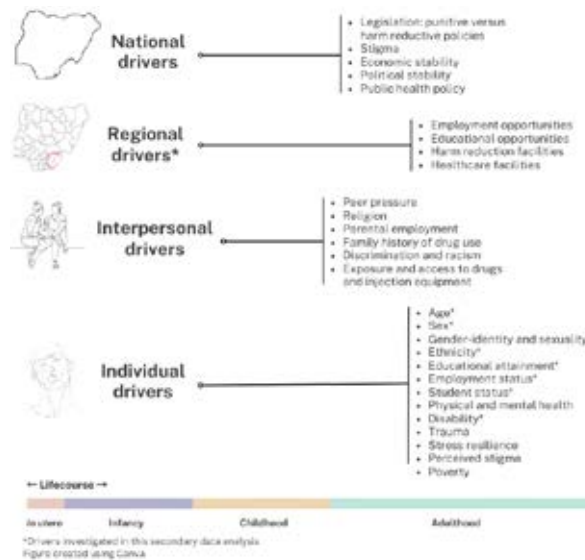 National
drivers
• Legislation: punitive versus
harm reductive policies
• Stigma
• Economic stability
• Political stability
• Public health policy
Regional
drivers*
• Employment opportunities
• Educational opportunities
• Harm reduction facilities
• Healthcare facilities
Interpersonal
drivers
• Peer pressure
• Religion
• Parental employment
• Family history of drug use
• Discrimination and racism
• Exposure and access to drugs
and injection equipment
Individual
drivers
• Age*
• Sex*
• Gender-identity and sexuality
• Ethnicity*
• Educational attainment*
• Employment status*
• Student status*
• Physical and mental health
• Disability*
• Trauma
• Stress resilience
• Perceived stigma
• Poverty
← Lifecourse →
In utero Infancy Childhood Adulthood
*Drivers investigated in this secondary data analysis
Figure created using Canva